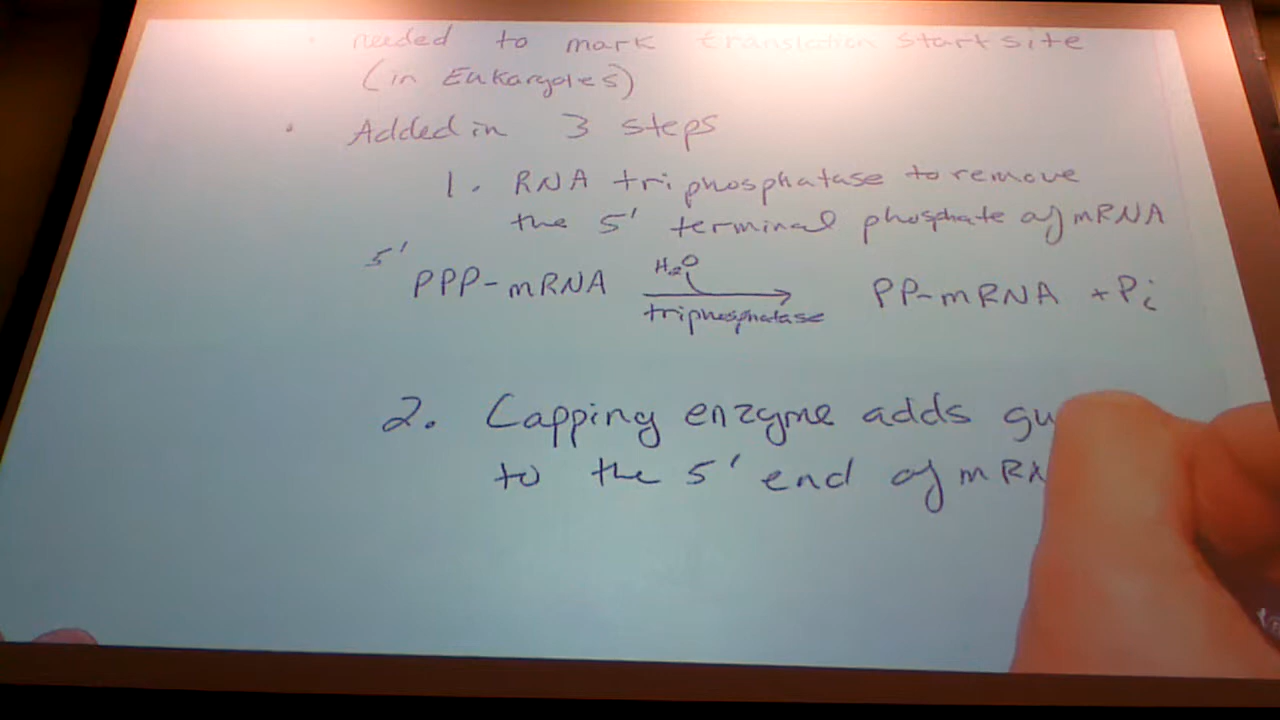 • needed to mark translation start site
(in Eukaryotes)
• Added in 3 steps
1. RNA triphosphatase to remove
the 5' terminal phosphate of mRNA
5' PPP-mRNA H₂O triphosphatase PP-mRNA + Pi
2. Capping enzyme adds
to the 5' end of